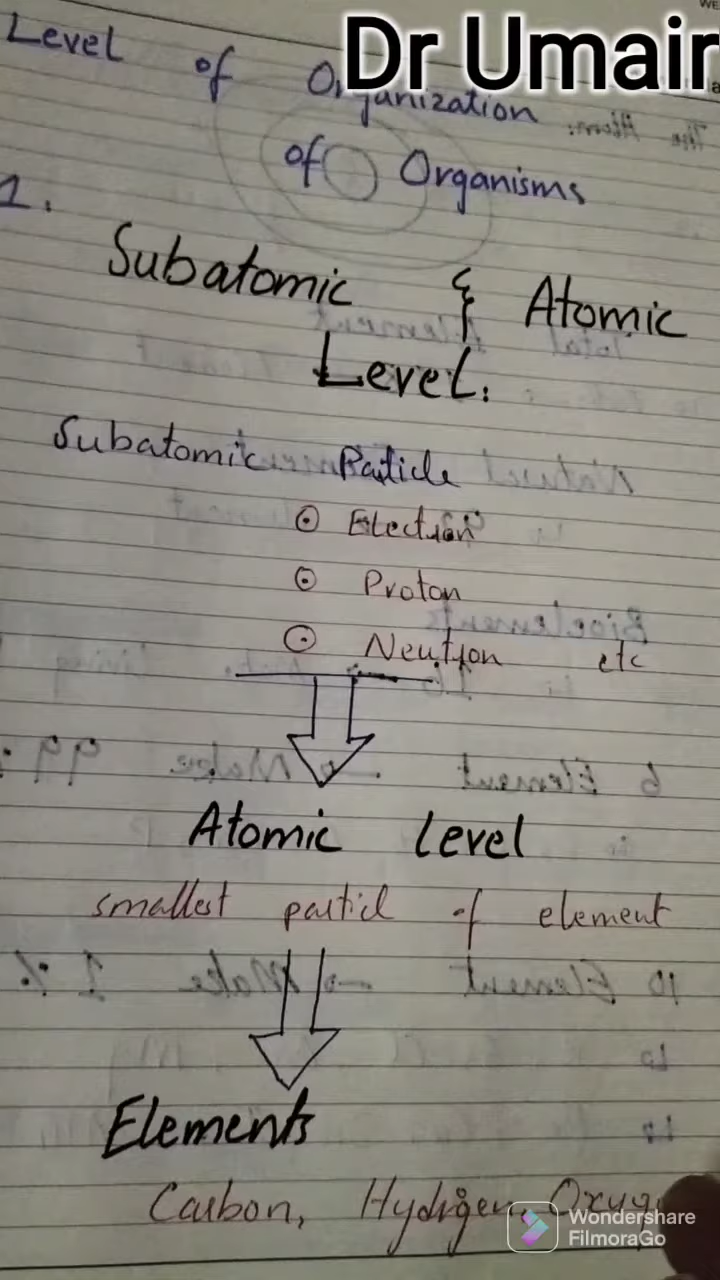 Dr Umair
Level of Organization
of Organisms
1.
Subatomic & Atomic
Level:
Subatomic Particle
Electron
Proton
Neutron etc
Atomic level
smallest particl of element
Elements
Carbon, Hydrogen, Oxyg
Wondershare
FilmoraGo